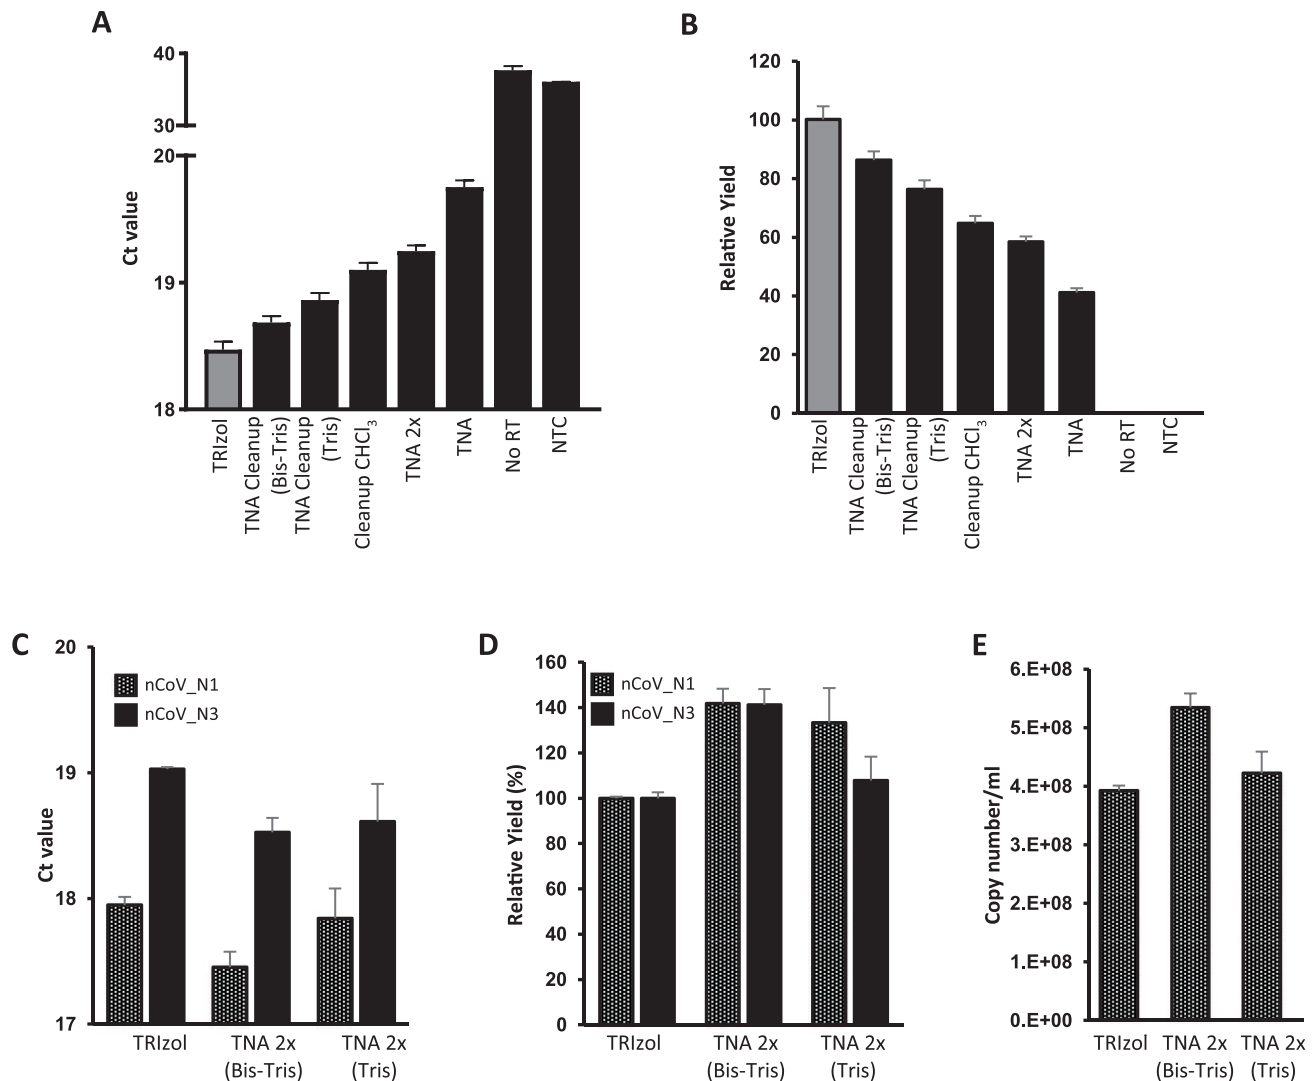 A
Ct value
40
30
20
19
18
TRIzol
TNA Cleanup
(Bis-Tris)
TNA Cleanup
(Tris)
Cleanup CHCl₃
TNA 2x
TNA
No RT
NTC
B
Relative Yield
120
100
80
60
40
20
0
TRIzol
TNA Cleanup
(Bis-Tris)
TNA Cleanup
(Tris)
Cleanup CHCl₃
TNA 2x
TNA
No RT
NTC
C
Ct value
20
19
18
17
nCoV_N1
nCoV_N3
TRIzol
TNA 2x
(Bis-Tris)
TNA 2x
(Tris)
D
Relative Yield (%)
160
140
120
100
80
60
40
20
0
nCoV_N1
nCoV_N3
TRIzol
TNA 2x
(Bis-Tris)
TNA 2x
(Tris)
E
Copy number/ml
6.E+08
5.E+08
4.E+08
3.E+08
2.E+08
1.E+08
0.E+00
TRIzol
TNA 2x
(Bis-Tris)
TNA 2x
(Tris)